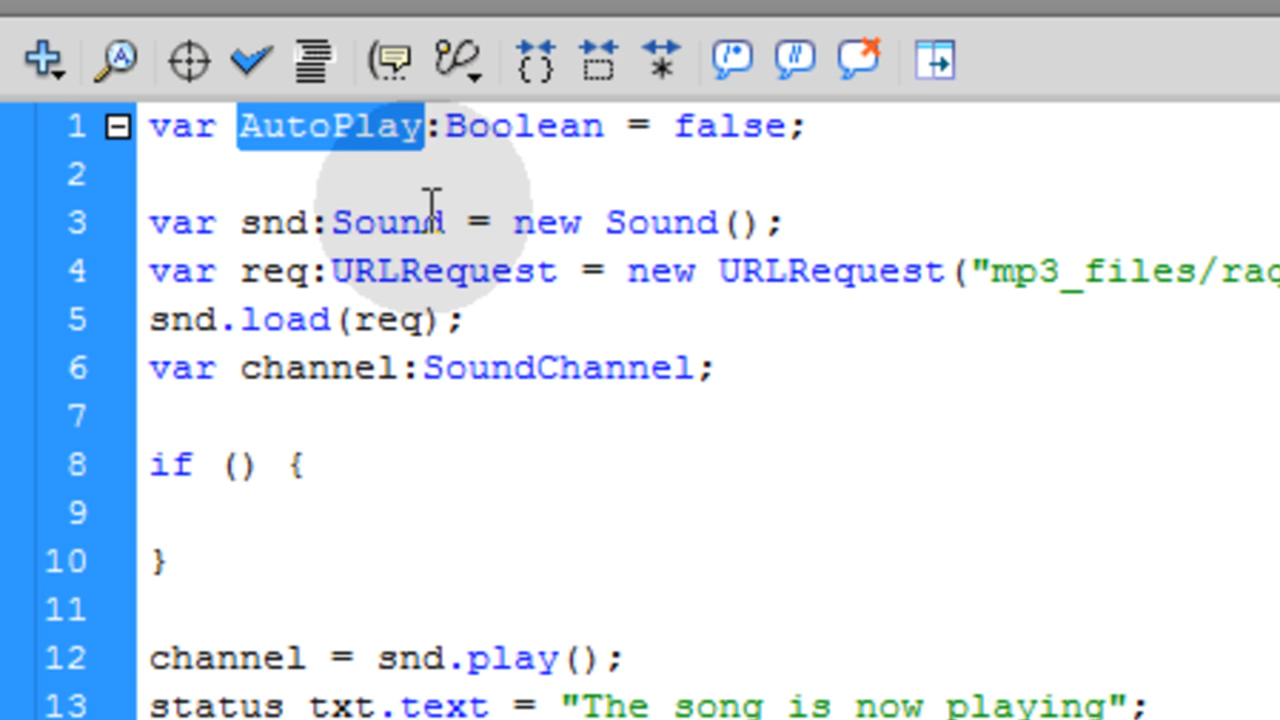 1 var AutoPlay:Boolean = false;
2
3 var snd:Sound = new Sound();
4 var req:URLRequest = new URLRequest("mp3_files/raq
5 snd.load(req);
6 var channel:SoundChannel;
7
8 if () {
9
10 }
11
12 channel = snd.play();
13 status_txt.text = "The song is now playing";